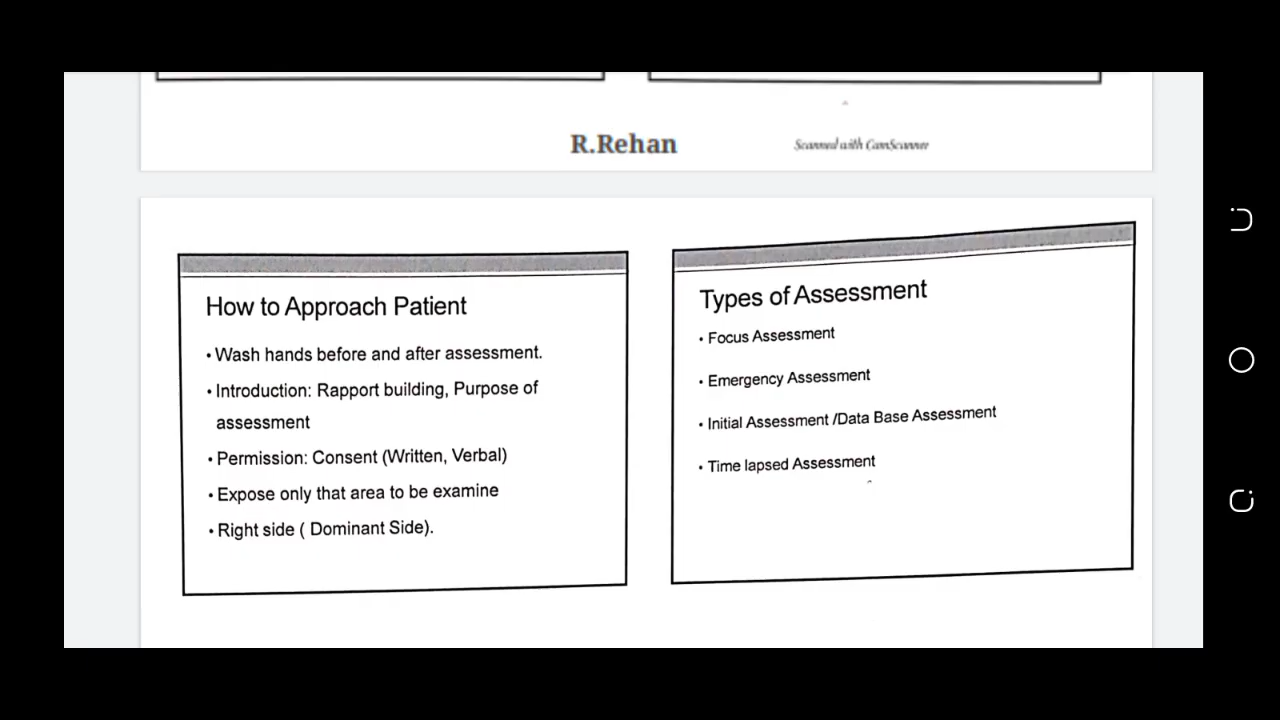 R.Rehan
Scanned with CamScanner
How to Approach Patient
• Wash hands before and after assessment.
• Introduction: Rapport building, Purpose of
assessment
• Permission: Consent (Written, Verbal)
• Expose only that area to be examine
• Right side ( Dominant Side).
Types of Assessment
• Focus Assessment
• Emergency Assessment
• Initial Assessment /Data Base Assessment
• Time lapsed Assessment